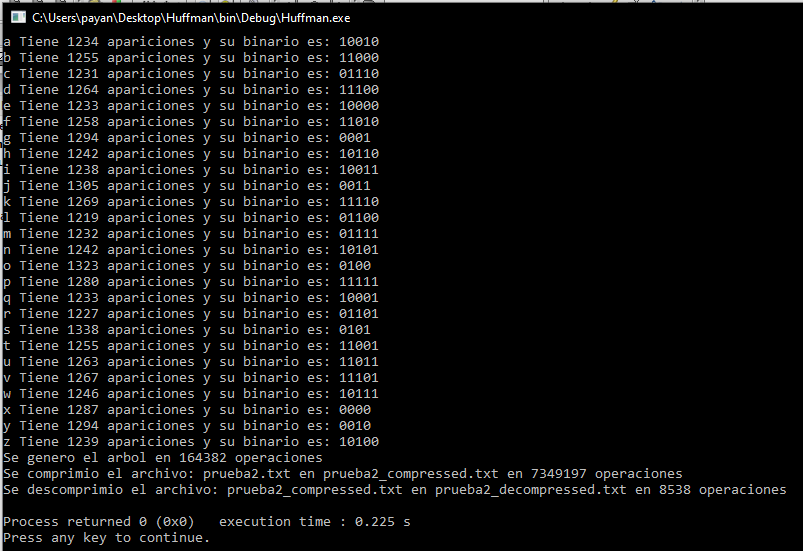 C:\Users\payan\Desktop\Huffman\bin\Debug\Huffman.exe
a Tiene 1234 apariciones y su binario es: 10010
b Tiene 1255 apariciones y su binario es: 11000
c Tiene 1231 apariciones y su binario es: 01110
d Tiene 1264 apariciones y su binario es: 11100
e Tiene 1233 apariciones y su binario es: 10000
f Tiene 1258 apariciones y su binario es: 11010
g Tiene 1294 apariciones y su binario es: 0001
h Tiene 1242 apariciones y su binario es: 10110
i Tiene 1238 apariciones y su binario es: 10011
j Tiene 1305 apariciones y su binario es: 0011
k Tiene 1269 apariciones y su binario es: 11110
l Tiene 1219 apariciones y su binario es: 01100
m Tiene 1232 apariciones y su binario es: 01111
n Tiene 1242 apariciones y su binario es: 10101
o Tiene 1323 apariciones y su binario es: 0100
p Tiene 1280 apariciones y su binario es: 11111
q Tiene 1233 apariciones y su binario es: 10001
r Tiene 1227 apariciones y su binario es: 01101
s Tiene 1338 apariciones y su binario es: 0101
t Tiene 1255 apariciones y su binario es: 11001
u Tiene 1263 apariciones y su binario es: 11011
v Tiene 1267 apariciones y su binario es: 11101
w Tiene 1246 apariciones y su binario es: 10111
x Tiene 1287 apariciones y su binario es: 0000
y Tiene 1294 apariciones y su binario es: 0010
z Tiene 1239 apariciones y su binario es: 10100
Se genero el arbol en 164382 operaciones
Se comprimio el archivo: prueba2.txt en prueba2_compressed.txt en 7349197 operaciones
Se descomprimio el archivo: prueba2_compressed.txt en prueba2_decompressed.txt en 8538 operaciones
Process returned 0 (0x0)   execution time : 0.225 s
Press any key to continue.